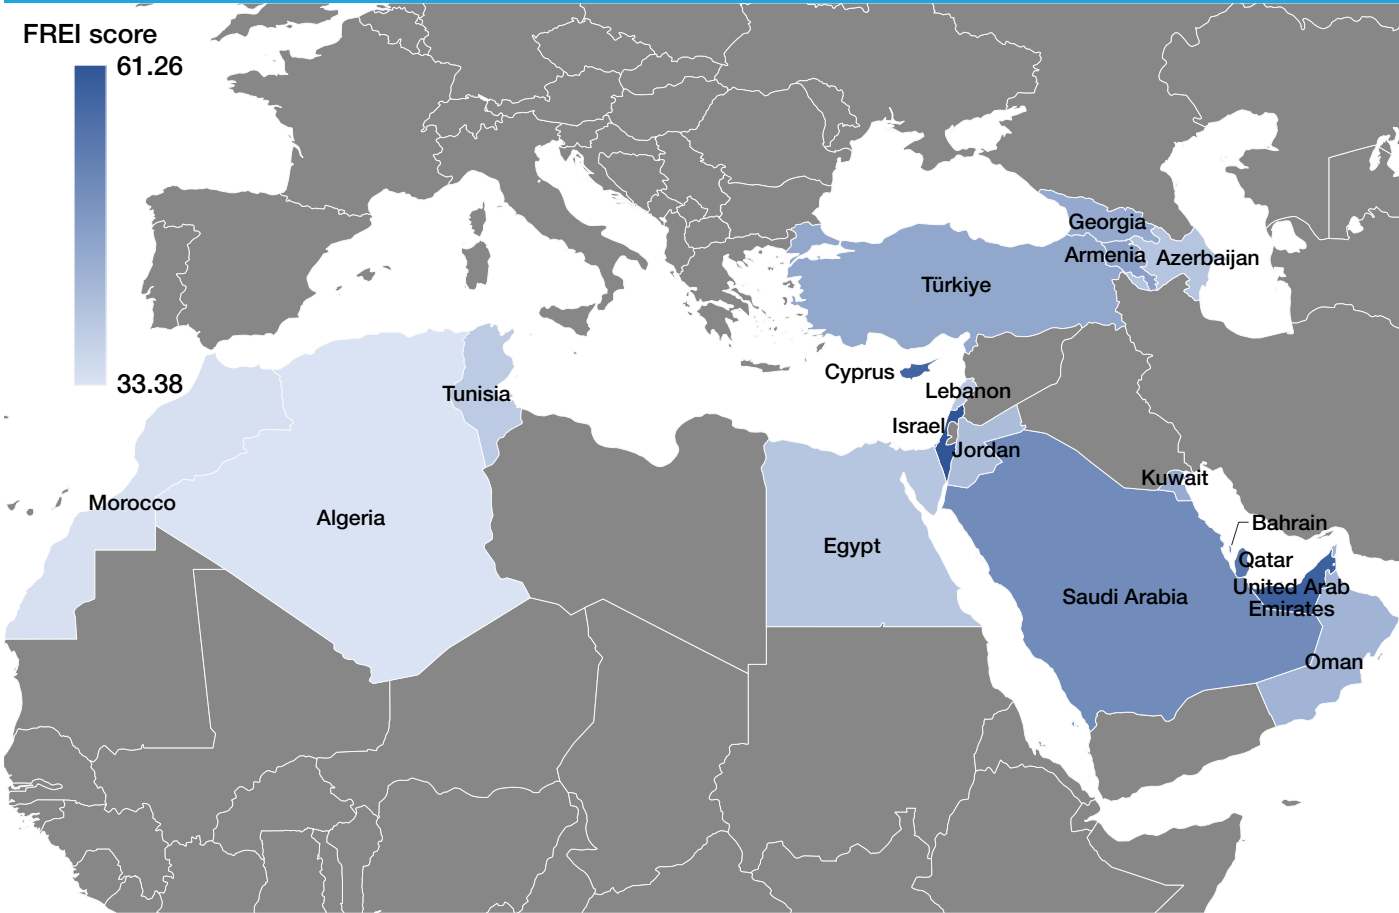 FREI score
61.26
33.38
Georgia
Armenia
Azerbaijan
Türkiye
Cyprus
Lebanon
Tunisia
Israel
Jordan
Kuwait
Morocco
Algeria
Bahrain
Egypt
Qatar
United Arab
Emirates
Saudi Arabia
Oman